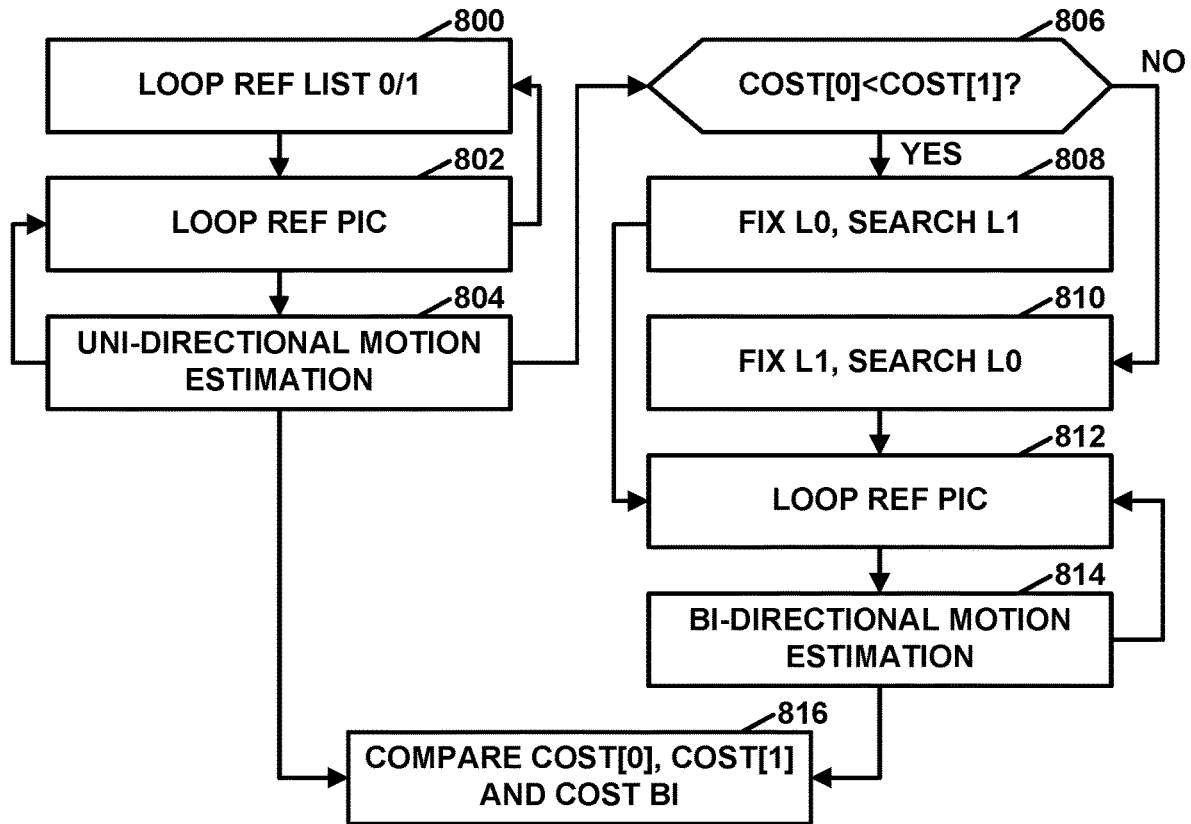 800
LOOP REF LIST 0/1
802
LOOP REF PIC
804
UNI-DIRECTIONAL MOTION
ESTIMATION
806
COST[0]<COST[1]?
NO
YES
808
FIX L0, SEARCH L1
810
FIX L1, SEARCH L0
812
LOOP REF PIC
814
BI-DIRECTIONAL MOTION
ESTIMATION
816
COMPARE COST[0], COST[1]
AND COST BI